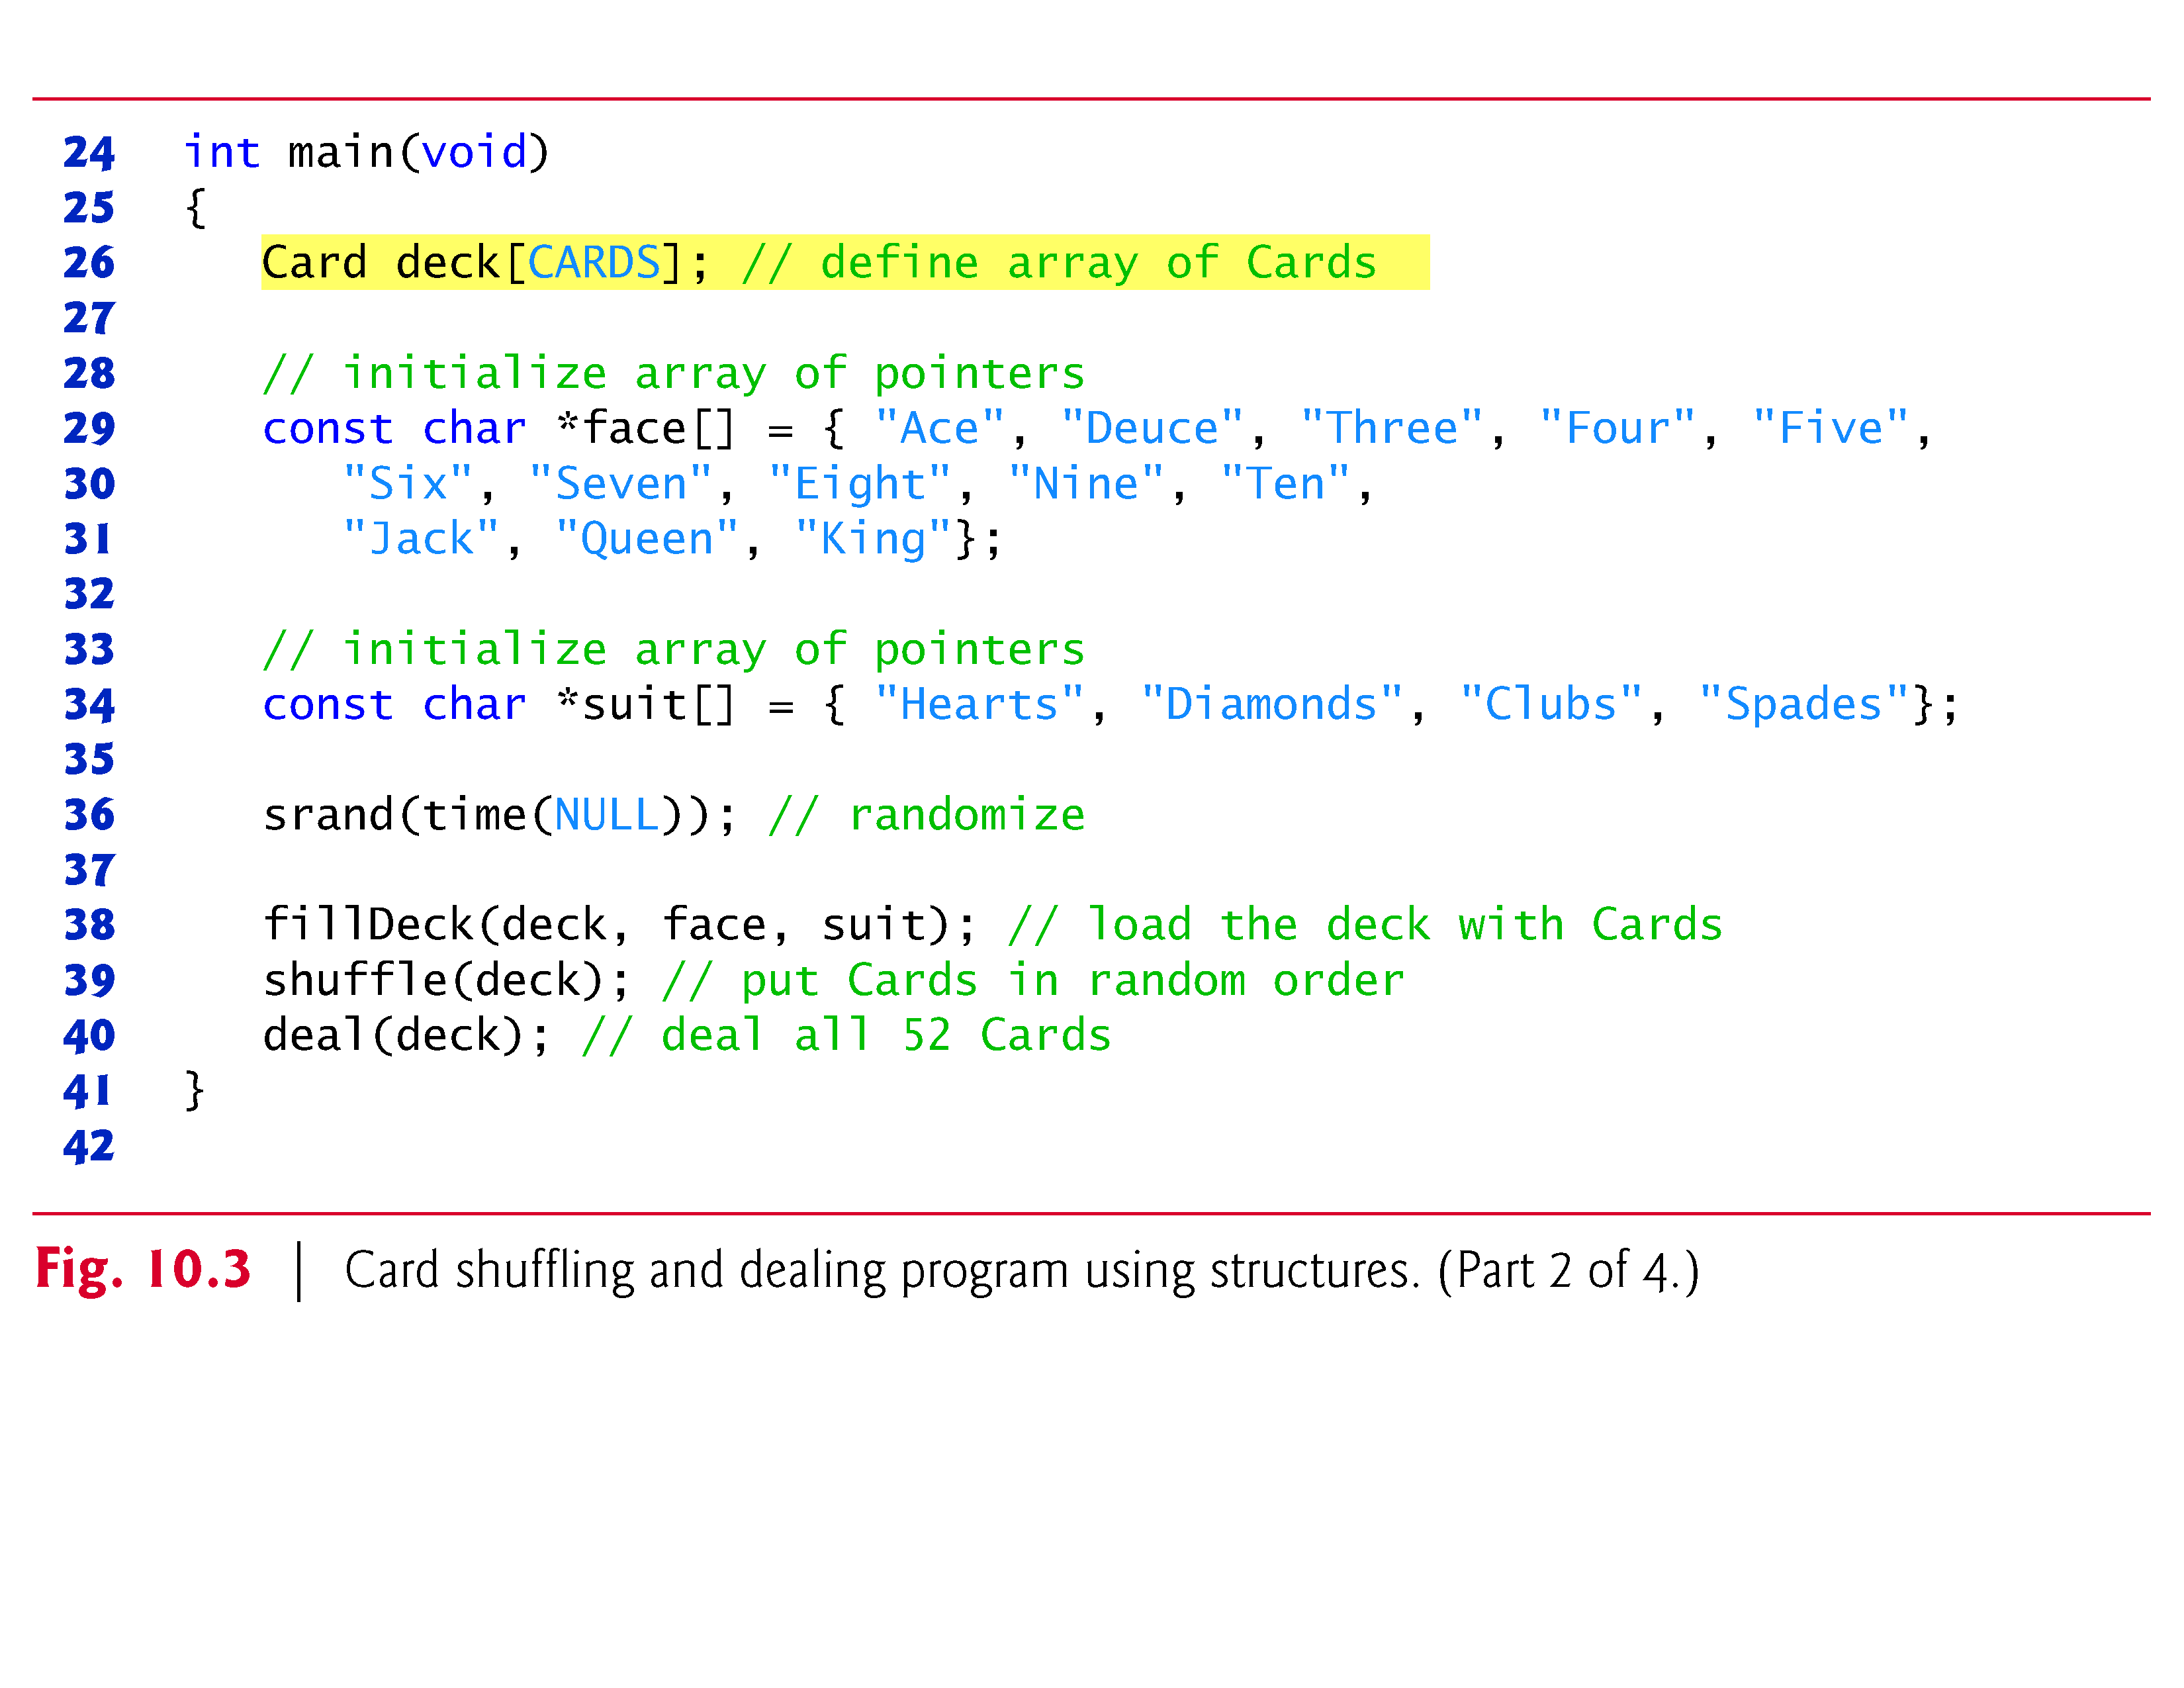 24 int main(void)
25 {
26 Card deck[CARDS]; // define array of Cards
27
28 // initialize array of pointers
29 const char *face[] = { "Ace", "Deuce", "Three", "Four", "Five",
30 "Six", "Seven", "Eight", "Nine", "Ten",
31 "Jack", "Queen", "King"};
32
33 // initialize array of pointers
34 const char *suit[] = { "Hearts", "Diamonds", "Clubs", "Spades"};
35
36 srand(time(NULL)); // randomize
37
38 fillDeck(deck, face, suit); // load the deck with Cards
39 shuffle(deck); // put Cards in random order
40 deal(deck); // deal all 52 Cards
41 }
42
Fig. 10.3 | Card shuffling and dealing program using structures. (Part 2 of 4.)